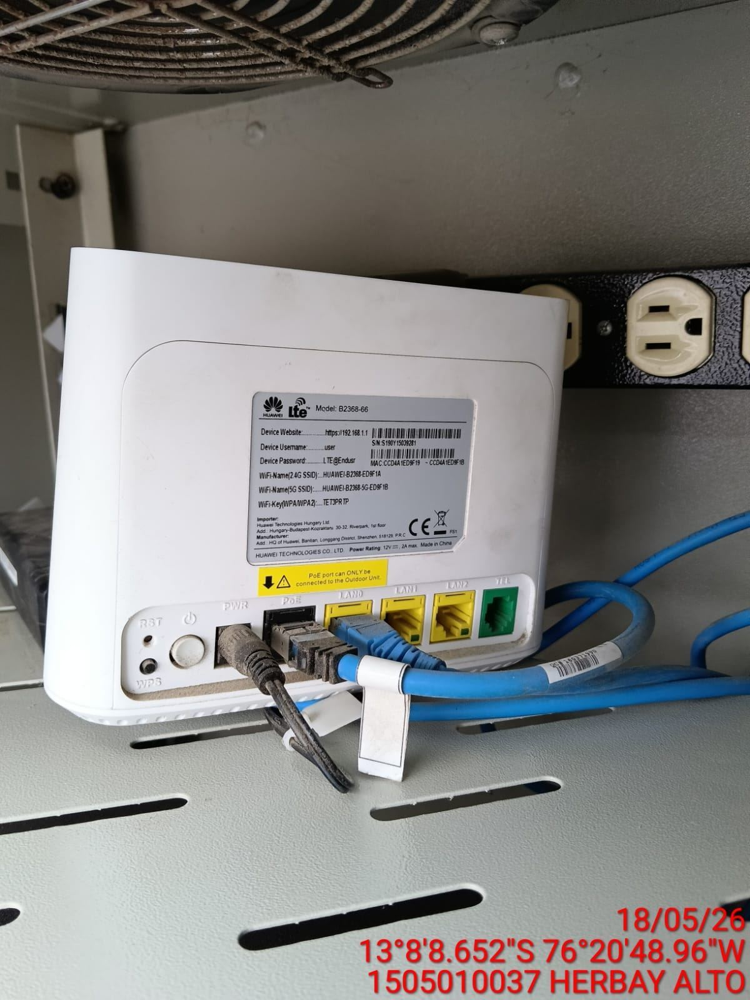 HUAWEI Lte™ Model: B2368-66
Device Website:..............https://192.168.1.1
S/N:S190Y15039281
Device Username:..........user
Device Password:..........LTE@Endusr
MAC:CCD4A1ED9F19 ~ CCD4A1ED9F1B
WiFi-Name(2.4G SSID):...HUAWEI-B2368-ED9F1A
WiFi-Name(5G SSID):......HUAWEI-B2368-5G-ED9F1B
WiFi-Key(WPA/WPA2):....TET3PRTP
Importer:
Huawei Technologies Hungary Ltd.
Add.: Hungary-Budapest-Kozraktaru. 30-32. Riverpark, 1st floor
Manufacturer:
Add.: HQ of Huawei, Bantian, Longgang District, Shenzhen, 518129, P.R.C
CE
FS1
HUAWEI TECHNOLOGIES CO., LTD. Power Rating: 12V⎓, 2A max. Made in China
PoE port can ONLY be
connected to the Outdoor Unit.
RST PWR PoE LAN0 LAN1 LAN2 TEL
WPS
18/05/26
13°8'8.652"S 76°20'48.96"W
1505010037 HERBAY ALTO